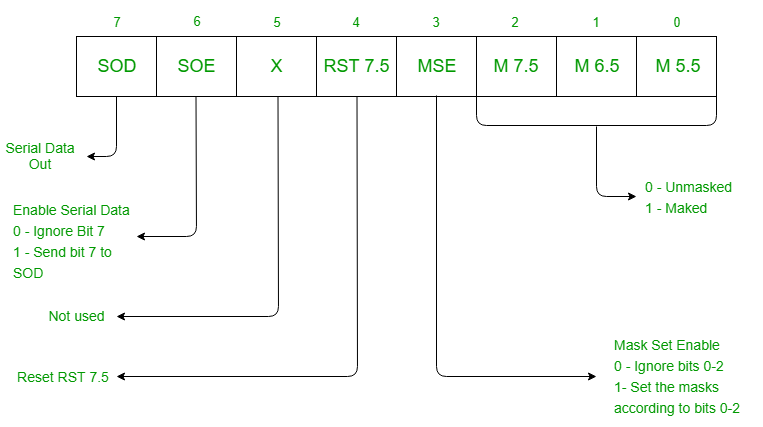 7 6 5 4 3 2 1 0
SOD SOE X RST 7.5 MSE M 7.5 M 6.5 M 5.5
Serial Data
Out
0 - Unmasked
1 - Maked
Enable Serial Data
0 - Ignore Bit 7
1 - Send bit 7 to
SOD
Not used
Reset RST 7.5
Mask Set Enable
0 - Ignore bits 0-2
1- Set the masks
according to bits 0-2